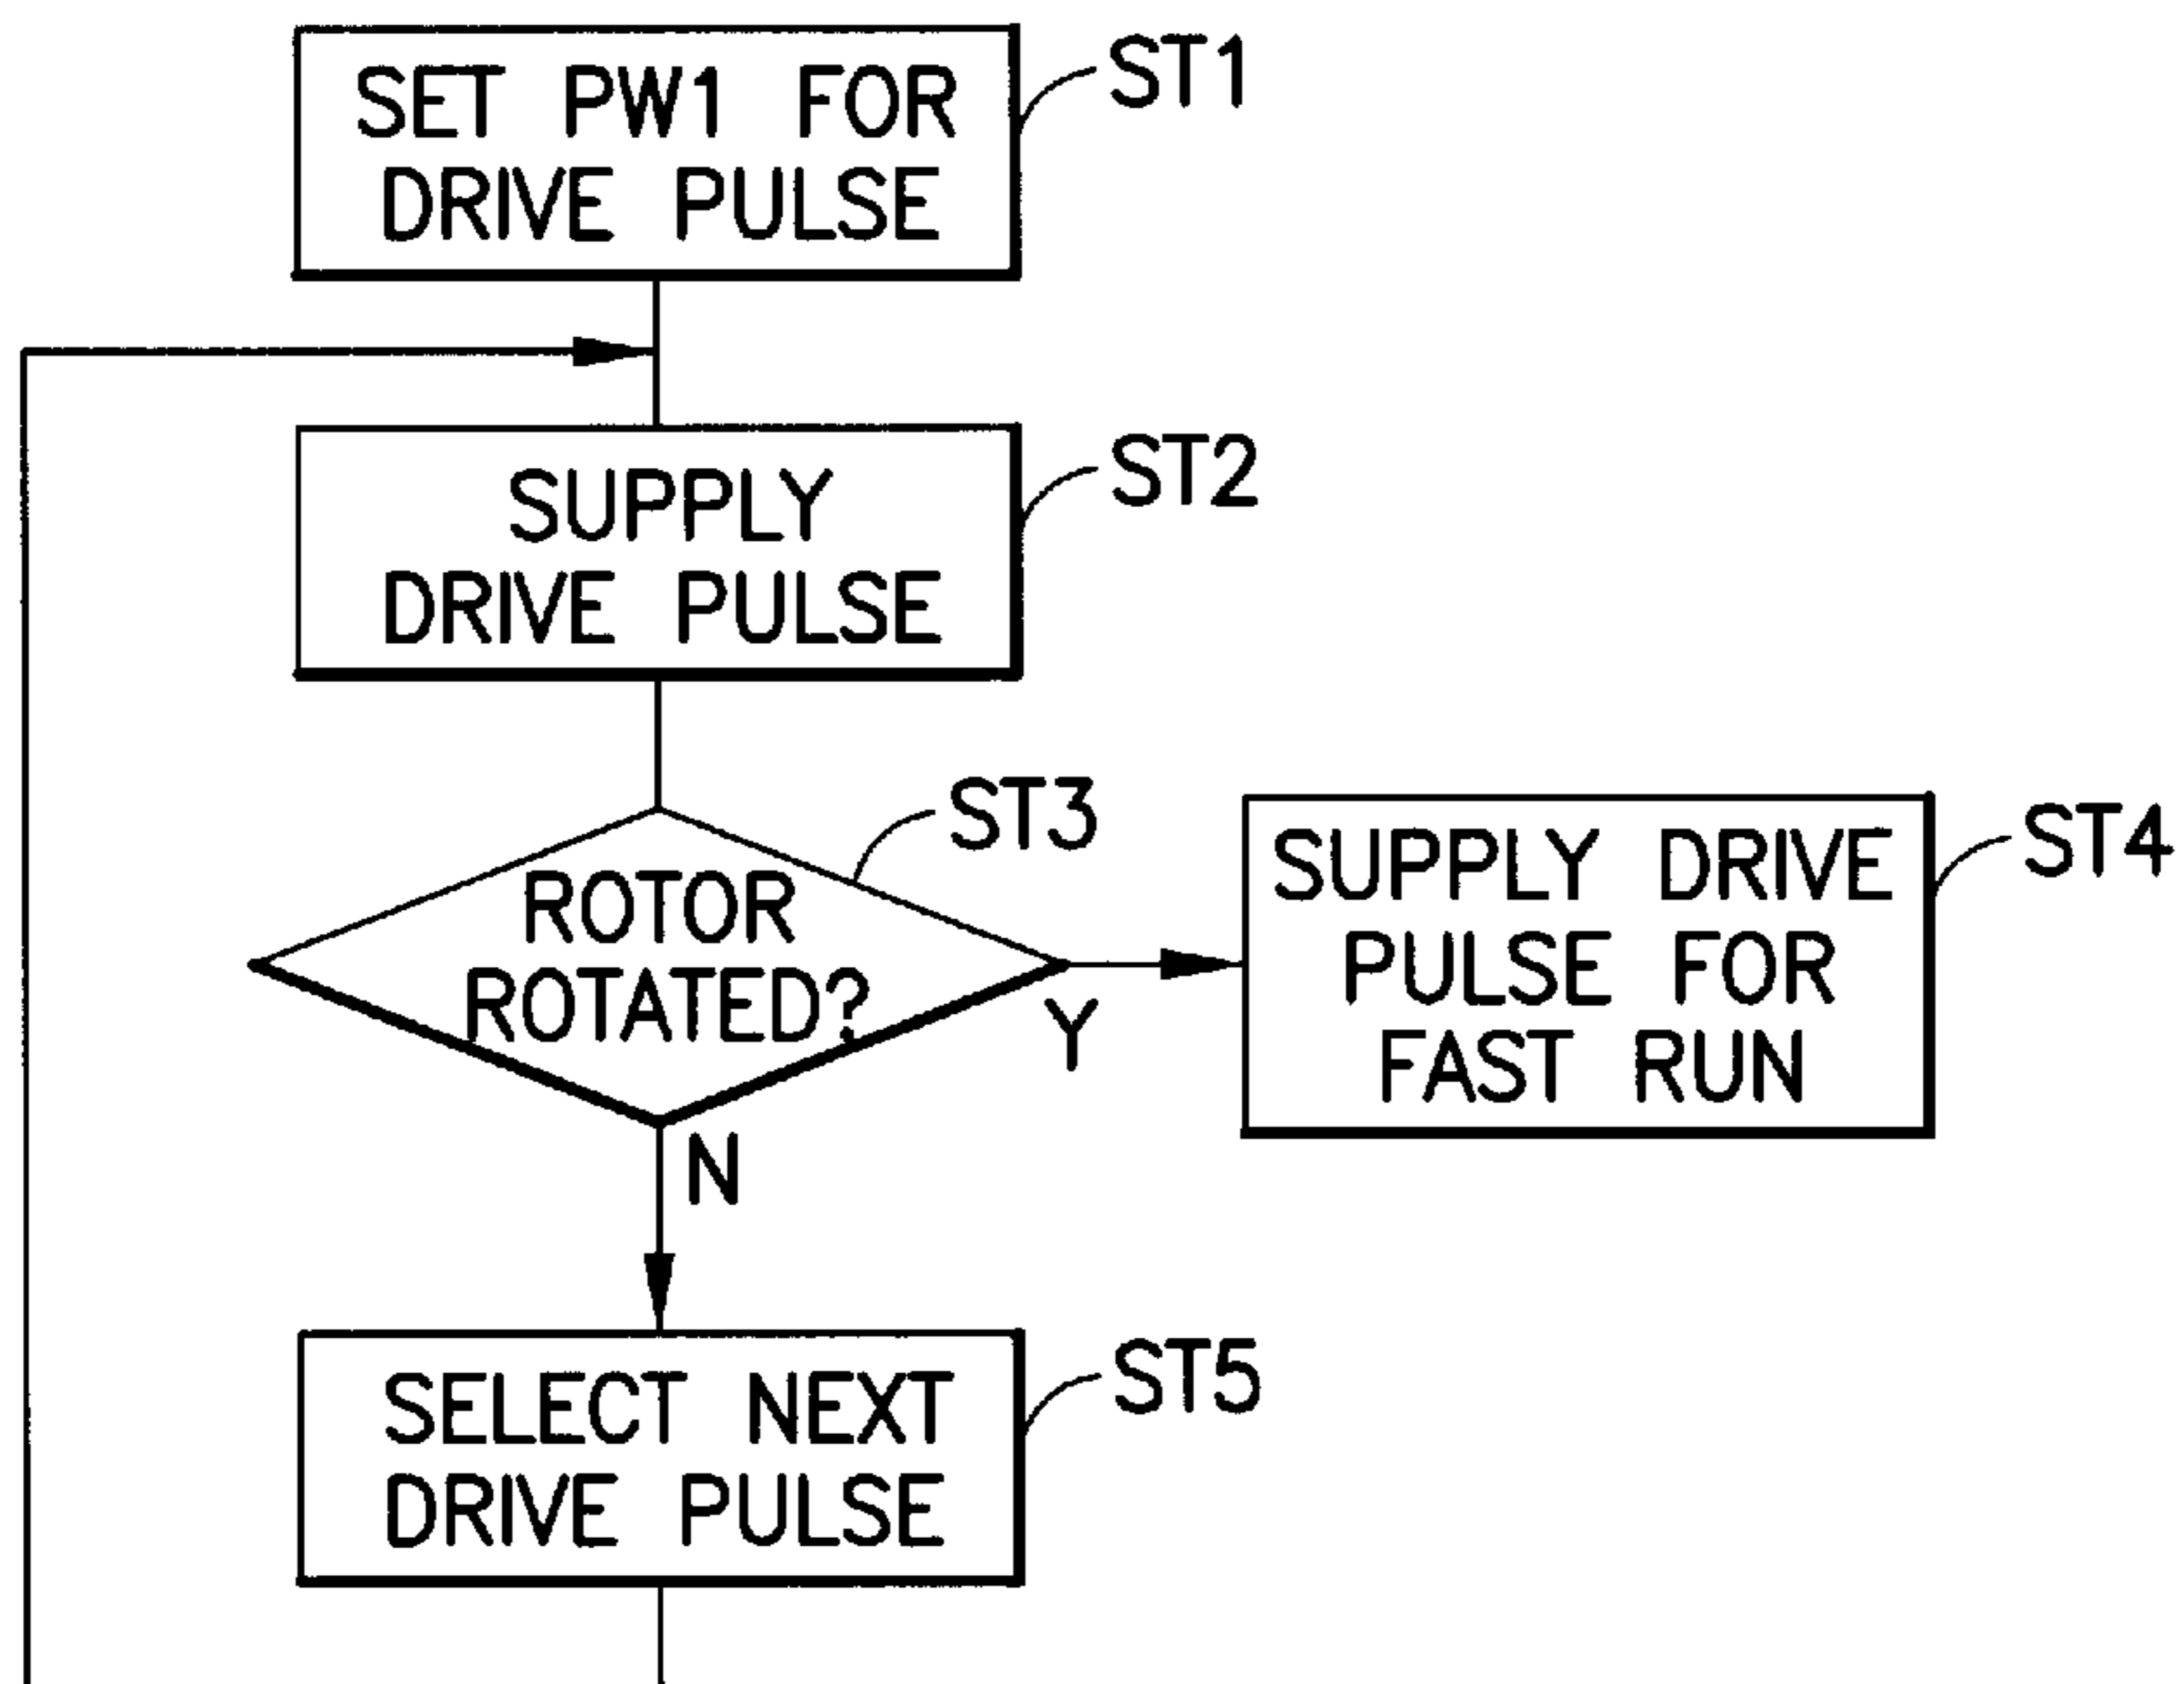 SET PW1 FOR
DRIVE PULSE
ST1
SUPPLY
DRIVE PULSE
ST2
ROTOR
ROTATED?
ST3
Y
N
SUPPLY DRIVE
PULSE FOR
FAST RUN
ST4
SELECT NEXT
DRIVE PULSE
ST5